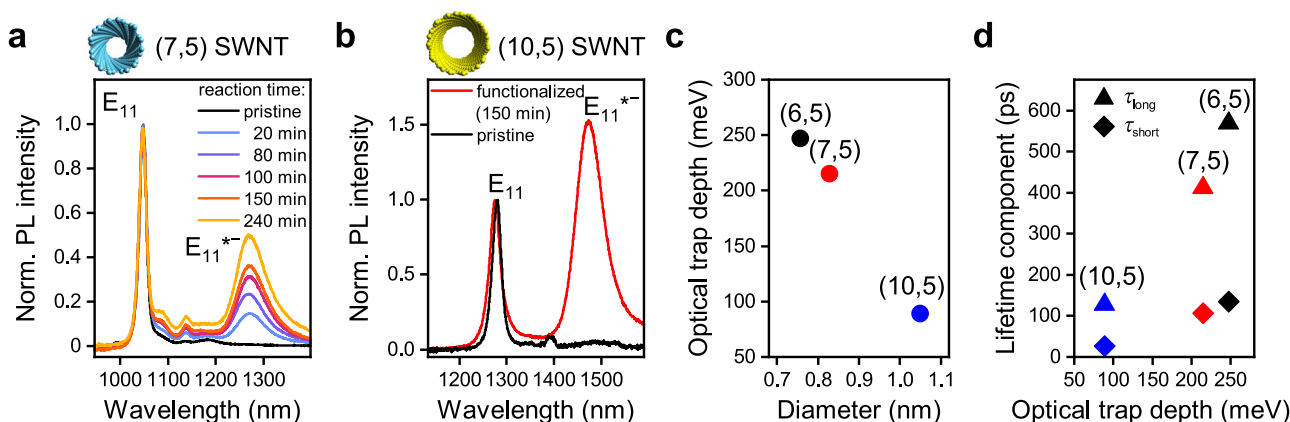 a
(7,5) SWNT
Norm. PL intensity
1.0
0.8
0.6
0.4
0.2
0
E11
reaction time:
pristine
20 min
80 min
100 min
150 min
240 min
E11*−
1000 1100 1200 1300
Wavelength (nm)
b
(10,5) SWNT
Norm. PL intensity
1.5
1.0
0.5
0.0
functionalized
(150 min)
pristine
E11*−
E11
1200 1300 1400 1500
Wavelength (nm)
c
Optical trap depth (meV)
300
250
200
150
100
50
(6,5)
(7,5)
(10,5)
0.7 0.8 0.9 1.0 1.1
Diameter (nm)
d
Lifetime component (ps)
600
500
400
300
200
100
0
τlong
τshort
(6,5)
(7,5)
(10,5)
50 100 150 200 250
Optical trap depth (meV)